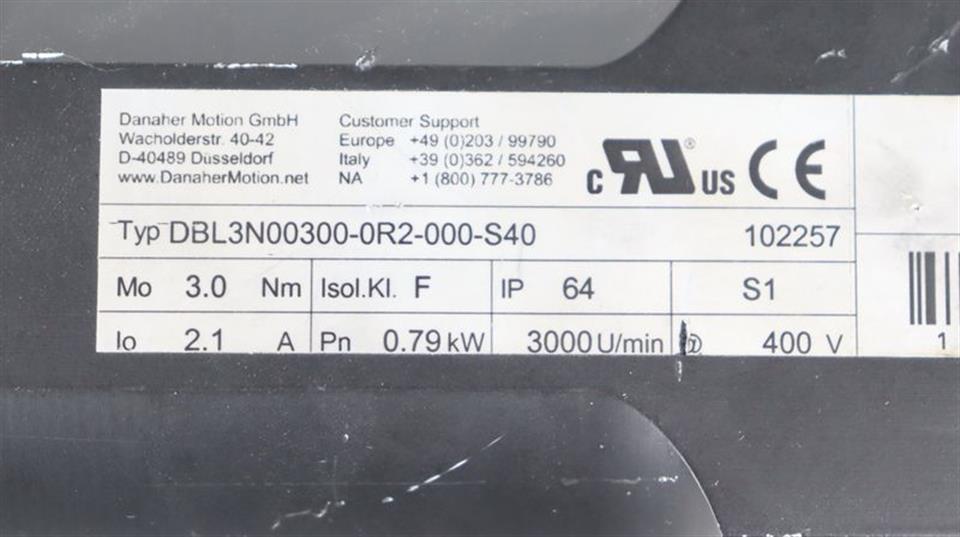 Danaher Motion GmbH
Wacholderstr. 40-42
D-40489 Düsseldorf
www.DanaherMotion.net
Customer Support
Europe +49 (0)203 / 99790
Italy +39 (0)362 / 594260
NA +1 (800) 777-3786
c RU ® US CE
Typ DBL3N00300-0R2-000-S40 102257
Mo 3.0 Nm Isol.Kl. F IP 64 S1
Io 2.1 A Pn 0.79 kW 3000 U/min @ 400 V
1